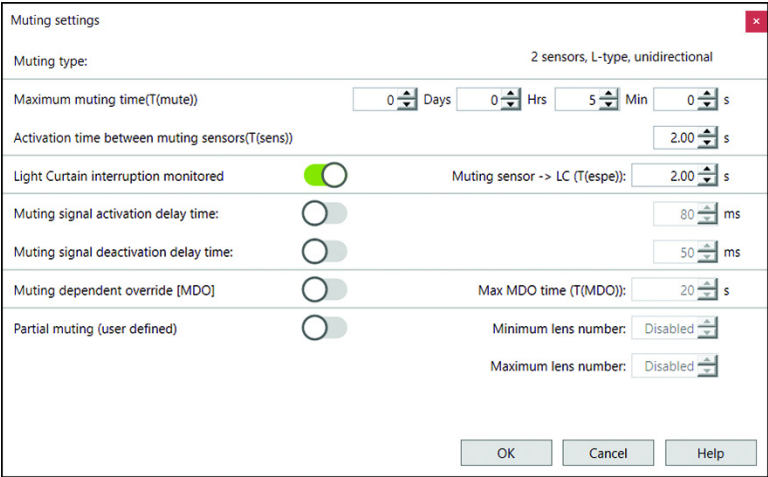 Muting settings
Muting type: 2 sensors, L-type, unidirectional
Maximum muting time(T(mute)) 0 Days 0 Hrs 5 Min 0 s
Activation time between muting sensors(T(sens)) 2.00 s
Light Curtain interruption monitored Muting sensor -> LC (T(espe)): 2.00 s
Muting signal activation delay time: 80 ms
Muting signal deactivation delay time: 50 ms
Muting dependent override [MDO] Max MDO time (T(MDO)): 20 s
Partial muting (user defined) Minimum lens number: Disabled
Maximum lens number: Disabled
OK Cancel Help